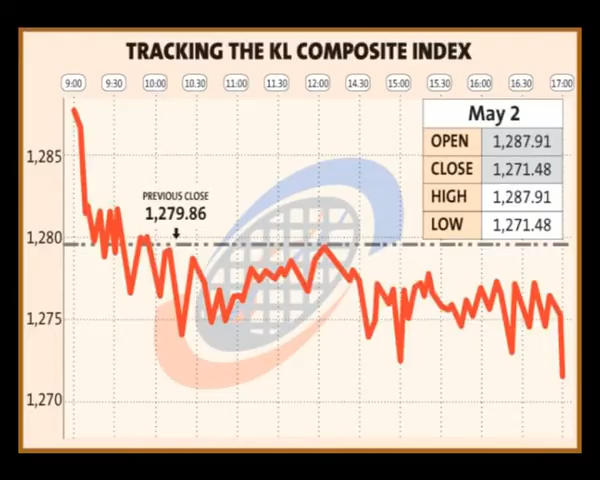 TRACKING THE KL COMPOSITE INDEX
9:00 9:30 10:00 10.30 11:00 11:30 12:00 14.30 15:00 15.30 16:00 16.30 17:00
May 2
OPEN 1,287.91
CLOSE 1,271.48
HIGH 1,287.91
LOW 1,271.48
1,285
PREVIOUS CLOSE
1,279.86
1,280
1,275
1,270